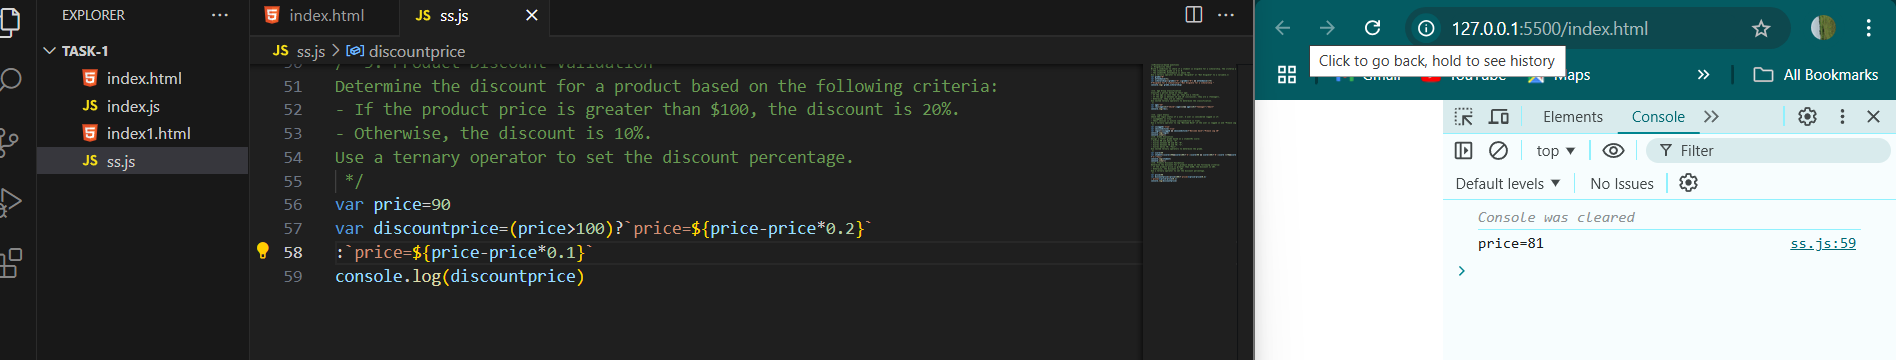 EXPLORER ...
TASK-1
index.html
index.js
index1.html
JS ss.js
index.html
JS ss.js
JS ss.js > discountprice
51 Determine the discount for a product based on the following criteria:
52 - If the product price is greater than $100, the discount is 20%.
53 - Otherwise, the discount is 10%.
54 Use a ternary operator to set the discount percentage.
55 */
56 var price=90
57 var discountprice=(price>100)?`price=${price-price*0.2}`
58 :`price=${price-price*0.1}`
59 console.log(discountprice)
127.0.0.1:5500/index.html
Click to go back, hold to see history
Gmail YouTube Maps » All Bookmarks
Elements Console »
top Filter
Default levels No Issues
Console was cleared
price=81 ss.js:59
>